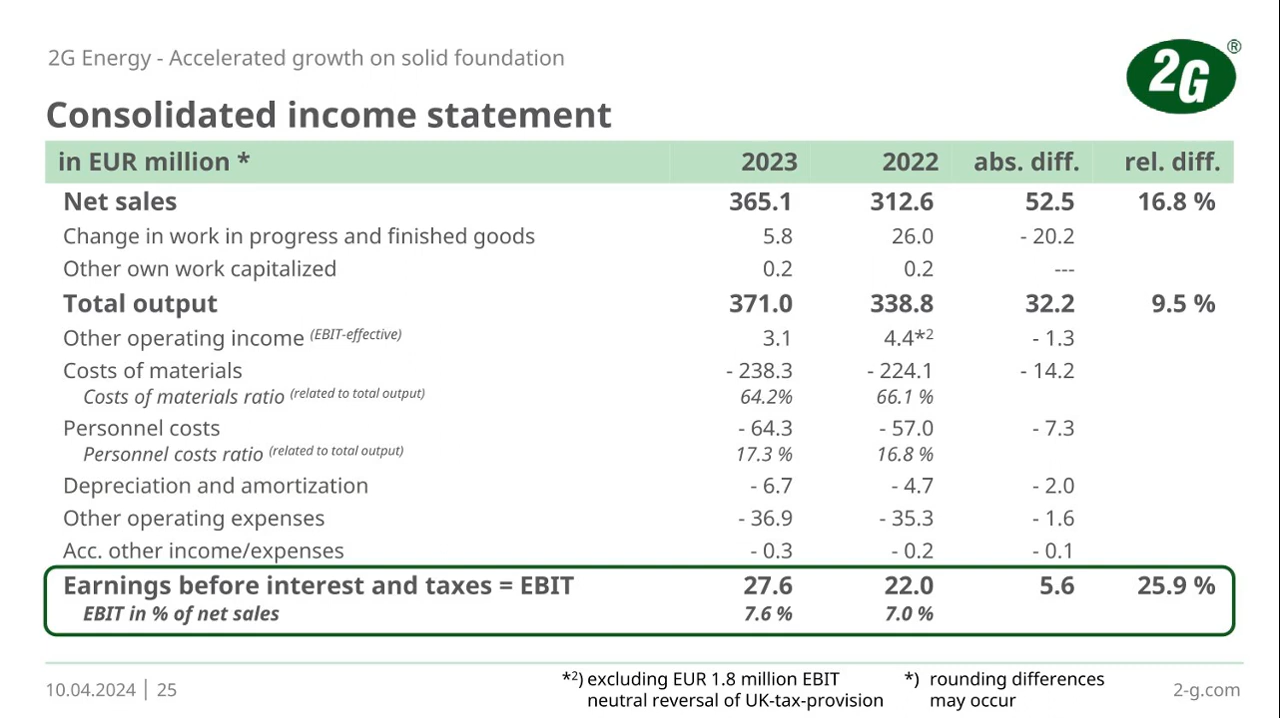 2G Energy - Accelerated growth on solid foundation
2G®
Consolidated income statement
in EUR million * 2023 2022 abs. diff. rel. diff.
Net sales 365.1 312.6 52.5 16.8 %
Change in work in progress and finished goods 5.8 26.0 - 20.2
Other own work capitalized 0.2 0.2 ---
Total output 371.0 338.8 32.2 9.5 %
Other operating income (EBIT-effective) 3.1 4.4*2 - 1.3
Costs of materials - 238.3 - 224.1 - 14.2
Costs of materials ratio (related to total output) 64.2% 66.1 %
Personnel costs - 64.3 - 57.0 - 7.3
Personnel costs ratio (related to total output) 17.3 % 16.8 %
Depreciation and amortization - 6.7 - 4.7 - 2.0
Other operating expenses - 36.9 - 35.3 - 1.6
Acc. other income/expenses - 0.3 - 0.2 - 0.1
Earnings before interest and taxes = EBIT 27.6 22.0 5.6 25.9 %
EBIT in % of net sales 7.6 % 7.0 %
*2) excluding EUR 1.8 million EBIT
neutral reversal of UK-tax-provision
*) rounding differences
may occur
10.04.2024 | 25
2-g.com